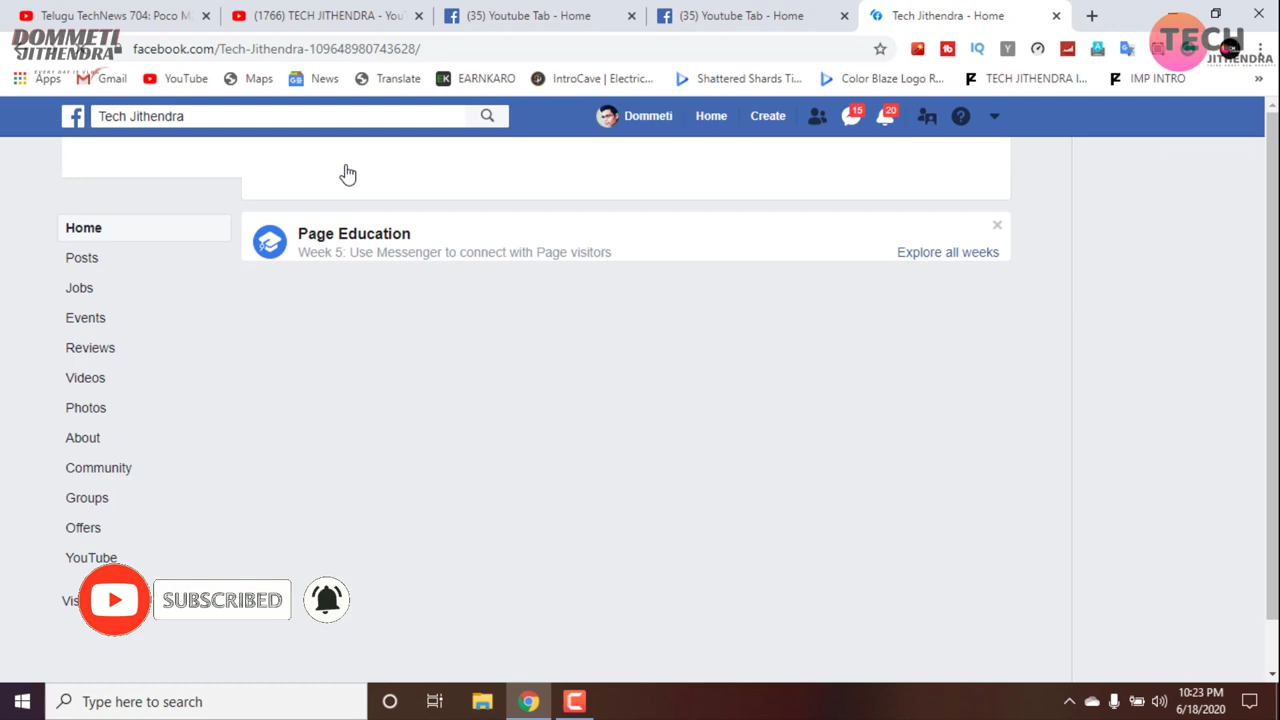 Telugu TechNews 704: Poco M
(1766) TECH JITHENDRA - You
(35) Youtube Tab - Home
(35) Youtube Tab - Home
Tech Jithendra - Home
DOMMETI
JITHENDRA
facebook.com/Tech-Jithendra-109648980743628/
TECH
JITHENDRA
Apps
Gmail
YouTube
Maps
News
Translate
EARNKARO
IntroCave | Electric...
Shattered Shards Ti...
Color Blaze Logo R...
TECH JITHENDRA I...
IMP INTRO
Tech Jithendra
Dommeti
Home
Create
15
20
Home
Posts
Jobs
Events
Reviews
Videos
Photos
About
Community
Groups
Offers
YouTube
Vis
Page Education
Week 5: Use Messenger to connect with Page visitors
Explore all weeks
SUBSCRIBED
Type here to search
10:23 PM
6/18/2020